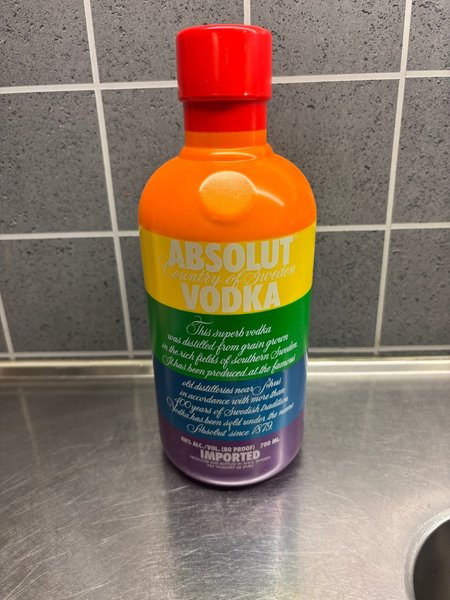 ABSOLUT
Country of Sweden
VODKA
This superb vodka
was distilled from grain grown
in the rich fields of southern Sweden.
It has been produced at the famous
old distilleries near Åhus
in accordance with more than
400 years of Swedish tradition.
Vodka has been sold under the name
Absolut since 1879.
40% ALC./VOL. (80 PROOF) 700 ML.
IMPORTED